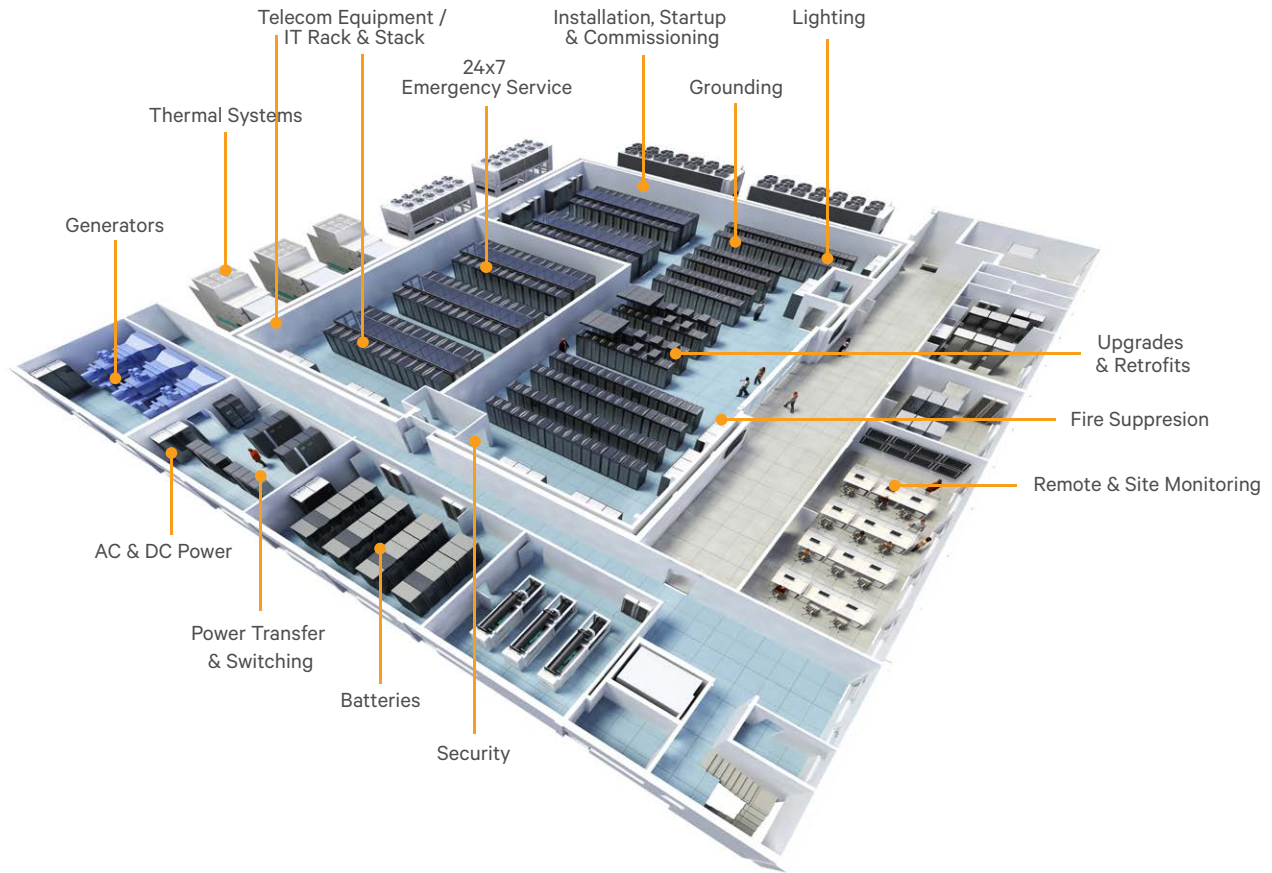 Telecom Equipment /
IT Rack & Stack
Installation, Startup
& Commissioning
Lighting
24x7
Emergency Service
Grounding
Thermal Systems
Generators
Upgrades
& Retrofits
Fire Suppresion
Remote & Site Monitoring
AC & DC Power
Power Transfer
& Switching
Batteries
Security